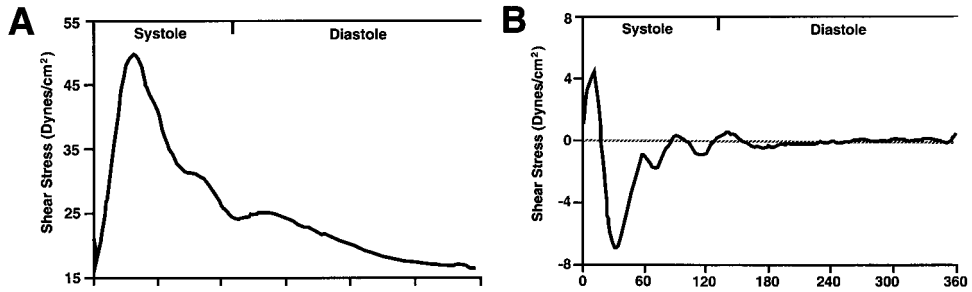 A
Shear Stress (Dynes/cm²)
55
45
35
25
15
Systole
Diastole
B
Shear Stress (Dynes/cm²)
8
4
0
-4
-8
Systole
Diastole
0 60 120 180 240 300 360